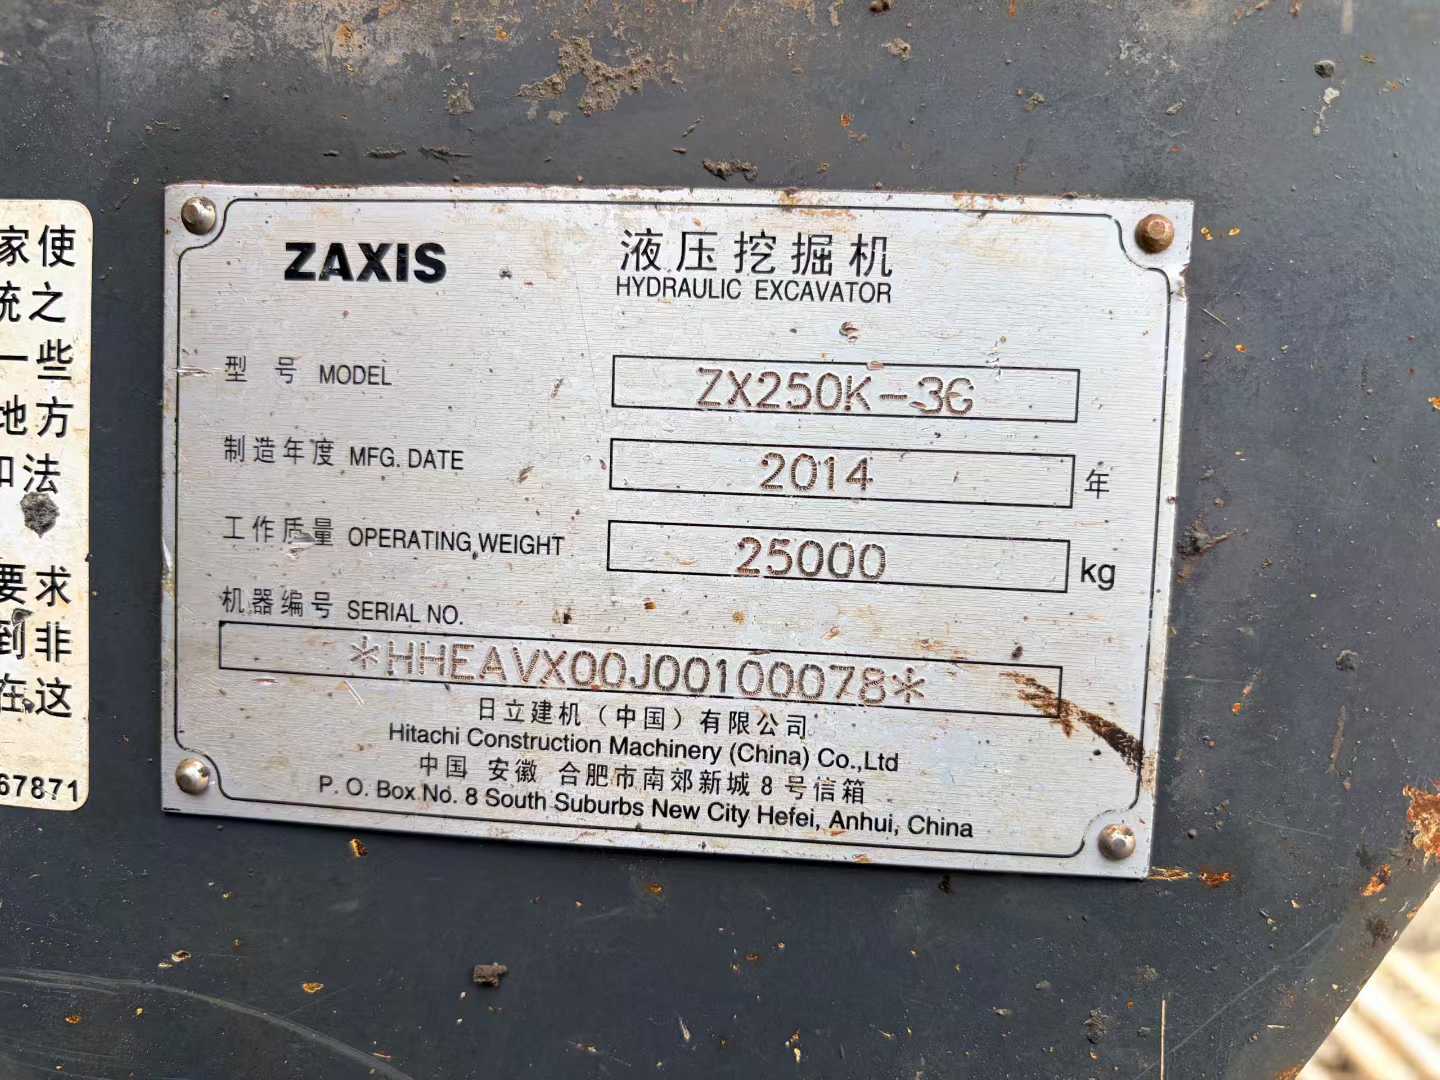 ZAXIS
液压挖掘机
HYDRAULIC EXCAVATOR
型号 MODEL ZX250K-3G
制造年度 MFG. DATE 2014 年
工作质量 OPERATING WEIGHT 25000 kg
机器编号 SERIAL NO.
*HHEAVX00J00100078*
日立建机（中国）有限公司
Hitachi Construction Machinery (China) Co.,Ltd
中国 安徽 合肥市南郊新城8号信箱
P. O. Box No. 8 South Suburbs New City Hefei, Anhui, China
家使
统之
一些
地方
和法
要求
到非
在这
67871